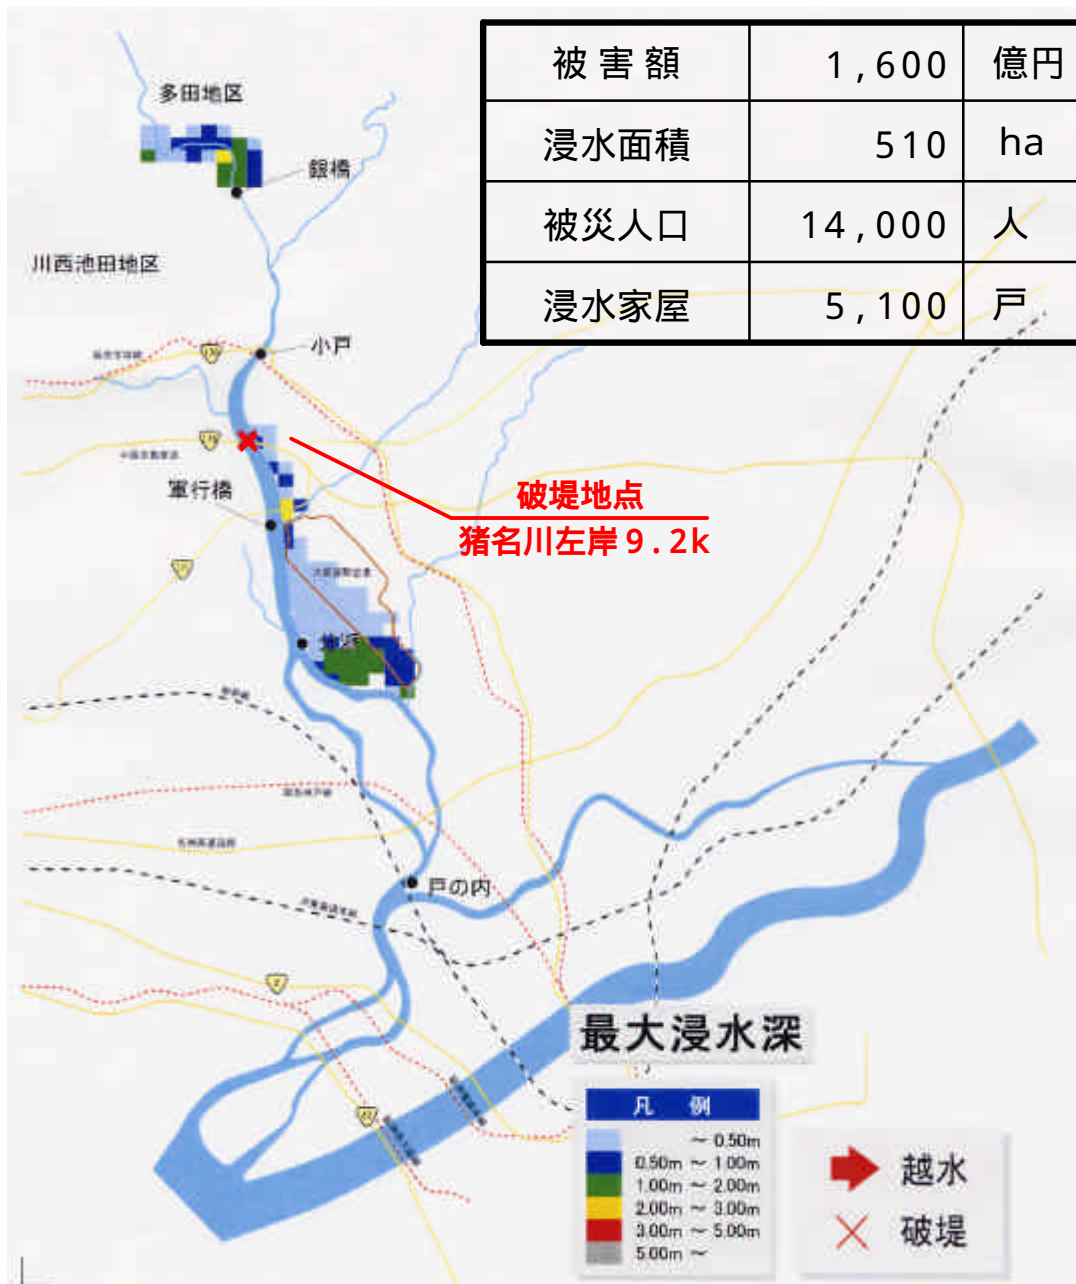 被害額 1,600 億円
浸水面積 510 ha
被災人口 14,000 人
浸水家屋 5,100 戸
多田地区
銀橋
川西池田地区
小戸
176
軍行橋
破堤地点
猪名川左岸9.2k
戸の内
2
最大浸水深
凡 例
～0.50m
0.50m～1.00m
1.00m～2.00m
2.00m～3.00m
3.00m～5.00m
5.00m～
越水
破堤